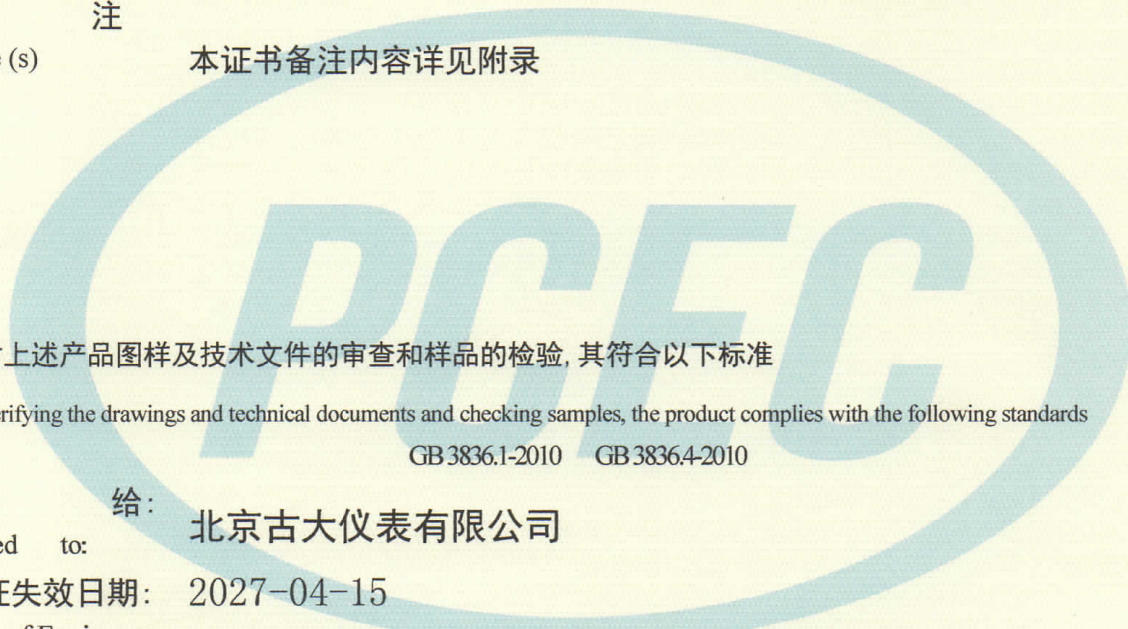 注
(s) 本证书备注内容详见附录
PCEC
上述产品图样及技术文件的审查和样品的检验,其符合以下标准
erifying the drawings and technical documents and checking samples, the product complies with the following standards
GB 3836.1-2010 GB 3836.4-2010
给:
ed to: 北京古大仪表有限公司
证失效日期: 2027-04-15